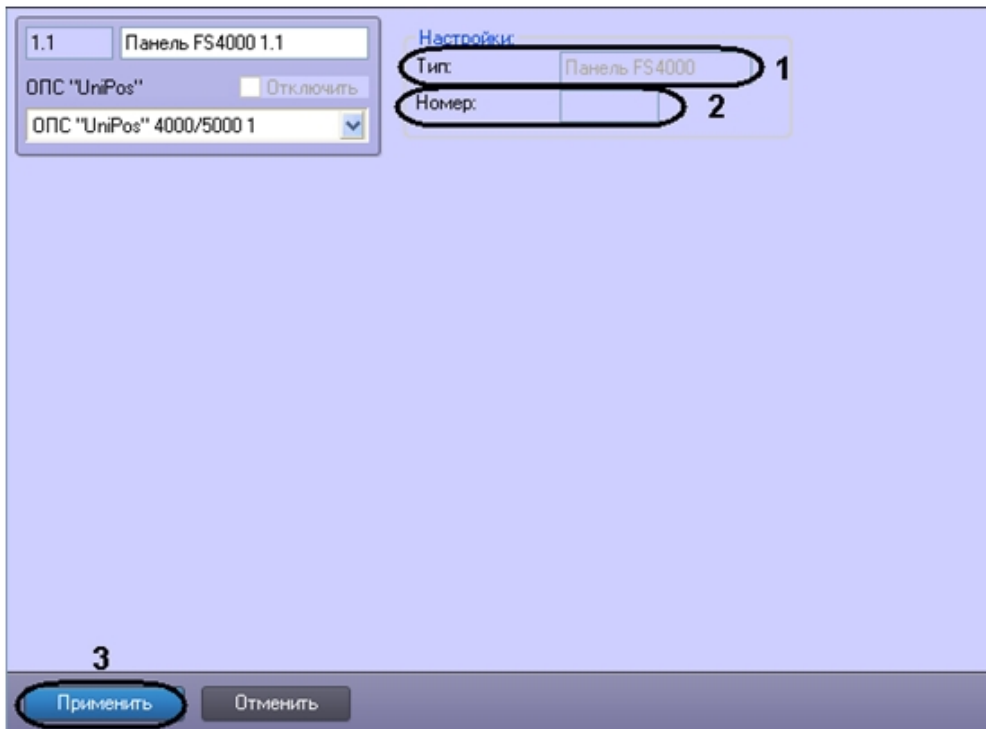 1.1 Панель FS4000 1.1
ОПС "UniPos" Отключить
ОПС "UniPos" 4000/5000 1
Настройки:
Тип: Панель FS4000 1
Номер: 2
3
Применить Отменить